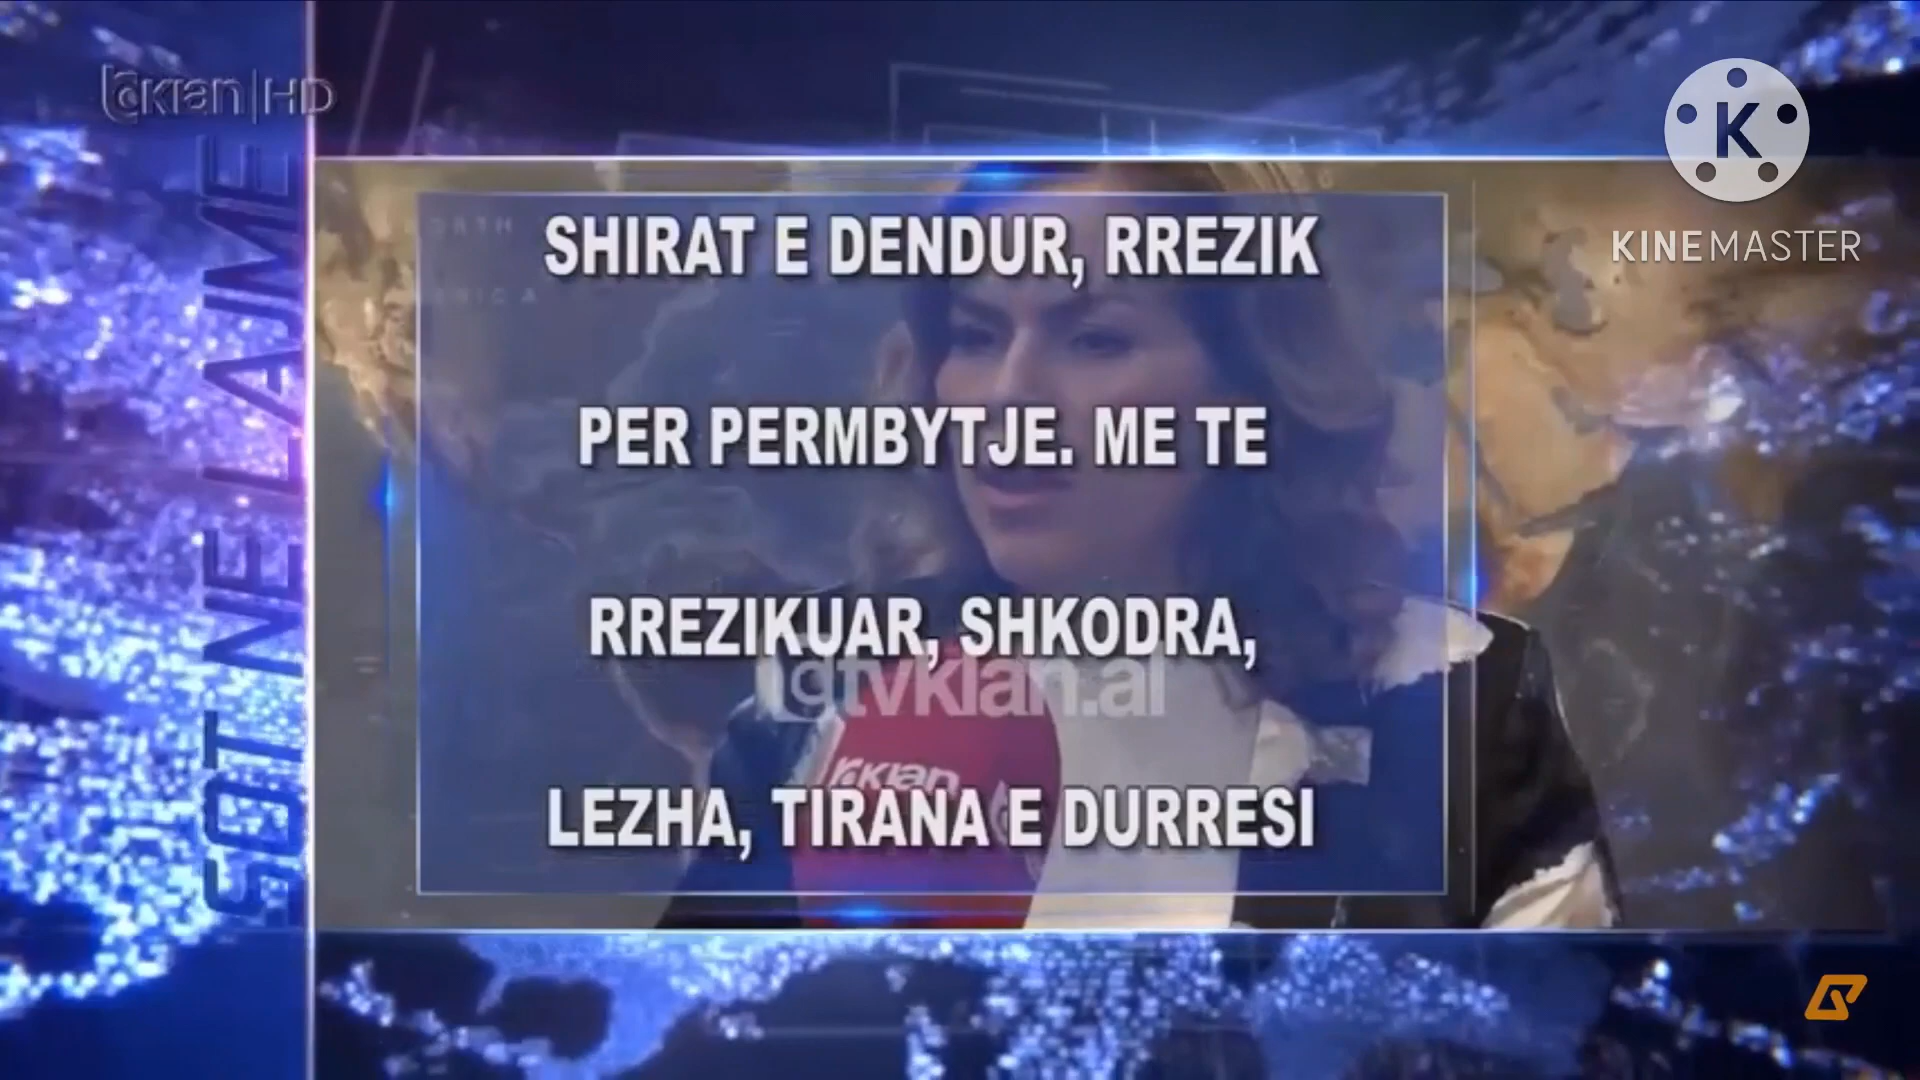 klan|HD
KINEMASTER
K
SOT NE LAJME
SHIRAT E DENDUR, RREZIK
PER PERMBYTJE. ME TE
RREZIKUAR, SHKODRA,
LEZHA, TIRANA E DURRESI
tvklan.al
klan